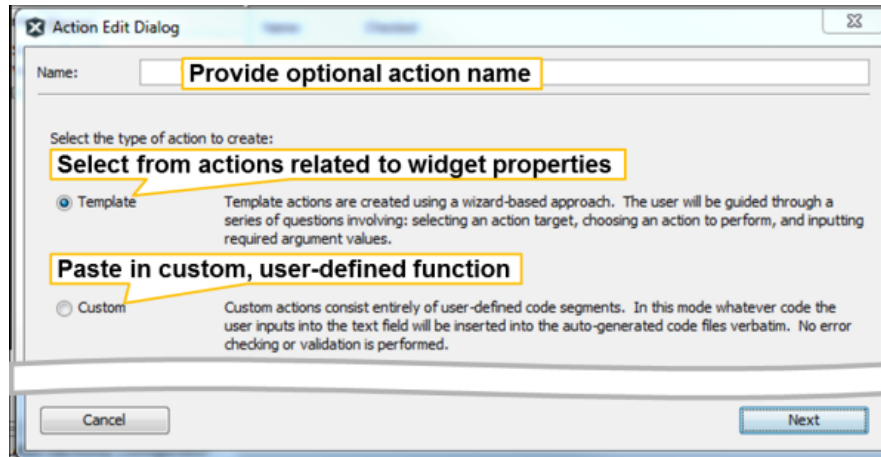 Action Edit Dialog
Name:
Provide optional action name
Select the type of action to create:
Select from actions related to widget properties
Template
Template actions are created using a wizard-based approach. The user will be guided through a
series of questions involving: selecting an action target, choosing an action to perform, and inputting
required argument values.
Paste in custom, user-defined function
Custom
Custom actions consist entirely of user-defined code segments. In this mode whatever code the
user inputs into the text field will be inserted into the auto-generated code files verbatim. No error
checking or validation is performed.
Cancel
Next